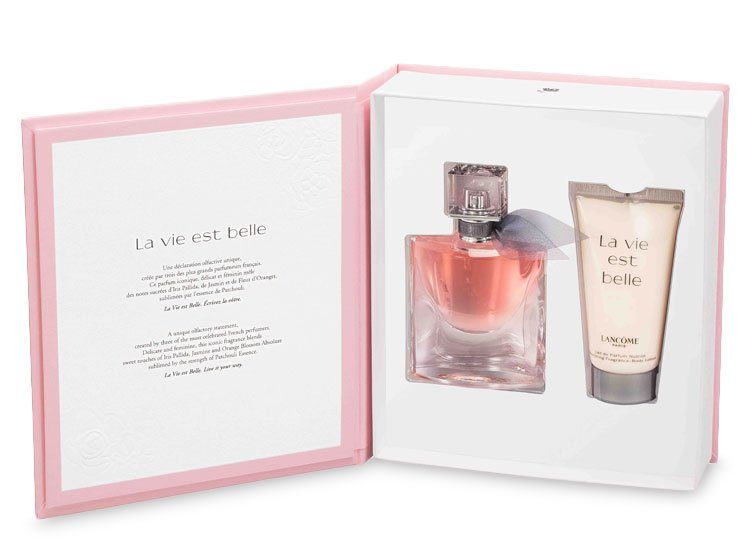 La vie est belle
Une déclaration olfactive unique,
créée par trois des plus grands parfumeurs français.
Ce parfum iconique, délicat et féminin mêle
des notes sucrées d'Iris Pallida, de Jasmin et de Fleur d'Oranger,
sublimées par l'essence de Patchouli.
La Vie est Belle. Écrivez la vôtre.
A unique olfactory statement,
created by three of the most celebrated French perfumers.
Delicate and feminine, this iconic fragrance blends
sweet touches of Iris Pallida, Jasmine and Orange Blossom Absolute
sublimed by the strength of Patchouli Essence.
La Vie est Belle. Live it your way.
La vie
est
belle
LANCÔME
PARIS
Lait de Parfum Nutritif
Fragrance-Body Lotion